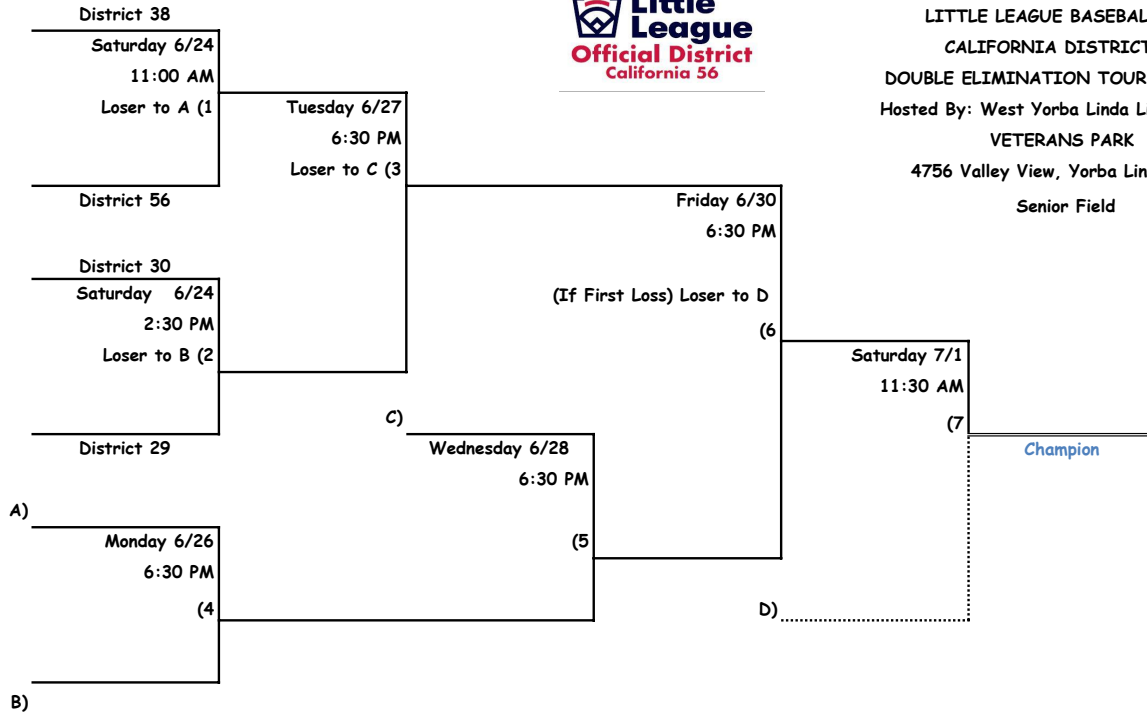 District 38
Saturday 6/24
11:00 AM
Loser to A (1
District 56
District 30
Saturday 6/24
2:30 PM
Loser to B (2
District 29
A)
Monday 6/26
6:30 PM
(4
B)
Tuesday 6/27
6:30 PM
Loser to C (3
C)
Wednesday 6/28
6:30 PM
(5
Little
League
Official District
California 56
Friday 6/30
6:30 PM
(If First Loss) Loser to D
(6
D)
Saturday 7/1
11:30 AM
(7
Champion
LITTLE LEAGUE BASEBAL
CALIFORNIA DISTRICT
DOUBLE ELIMINATION TOUR
Hosted By: West Yorba Linda L
VETERANS PARK
4756 Valley View, Yorba Lin
Senior Field